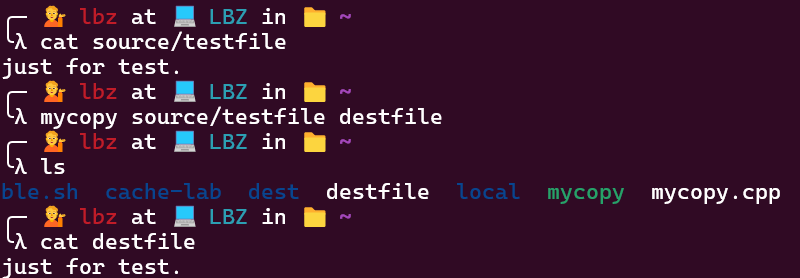 ╭─ 💁 lbz at 💻 LBZ in 📁 ~
╰λ cat source/testfile
just for test.
╭─ 💁 lbz at 💻 LBZ in 📁 ~
╰λ mycopy source/testfile destfile
╭─ 💁 lbz at 💻 LBZ in 📁 ~
╰λ ls
ble.sh  cache-lab  dest  destfile  local  mycopy  mycopy.cpp
╭─ 💁 lbz at 💻 LBZ in 📁 ~
╰λ cat destfile
just for test.